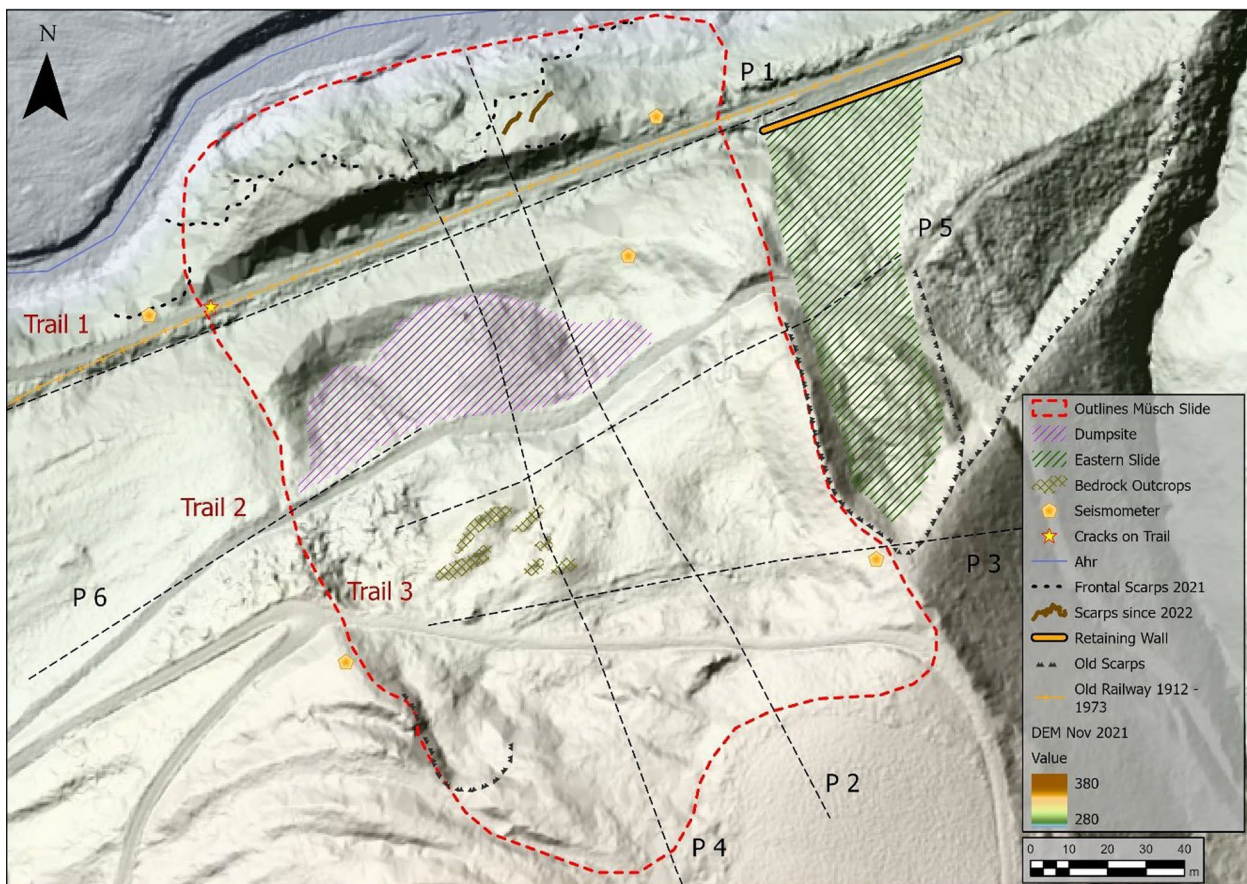 N
P 1
P 5
Trail 1
Trail 2
Trail 3
P 6
P 3
P 2
P 4
Outlines Müsch Slide
Dumpsite
Eastern Slide
Bedrock Outcrops
Seismometer
Cracks on Trail
Ahr
Frontal Scarps 2021
Scarps since 2022
Retaining Wall
Old Scarps
Old Railway 1912 -
1973
DEM Nov 2021
Value
380
280
0 10 20 30 40
m